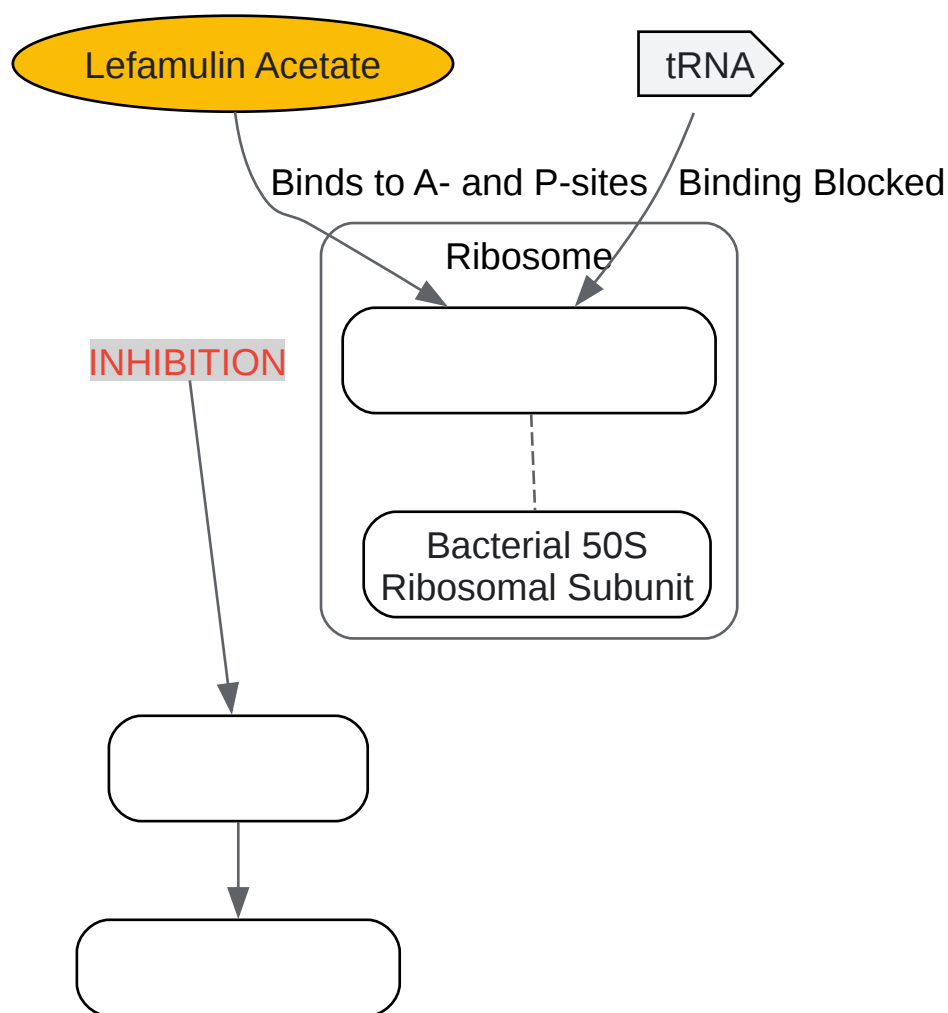 Lefamulin Acetate
tRNA
Binds to A- and P-sites
Binding Blocked
Ribosome
INHIBITION
Bacterial 50S
Ribosomal Subunit